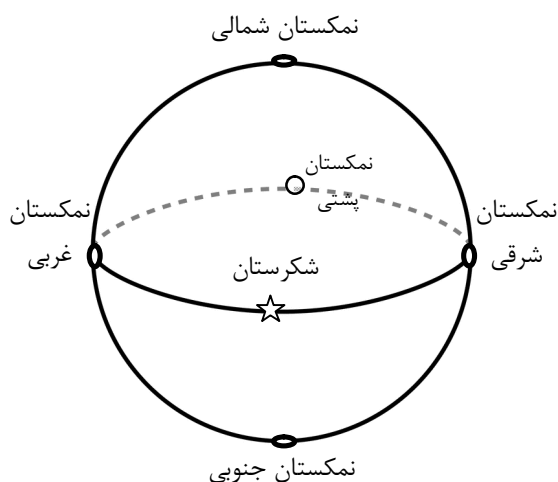 نمکستان شمالی
نمکستان
پشتی
نمکستان
شرقی
نمکستان
غربی
شکرستان
نمکستان جنوبی